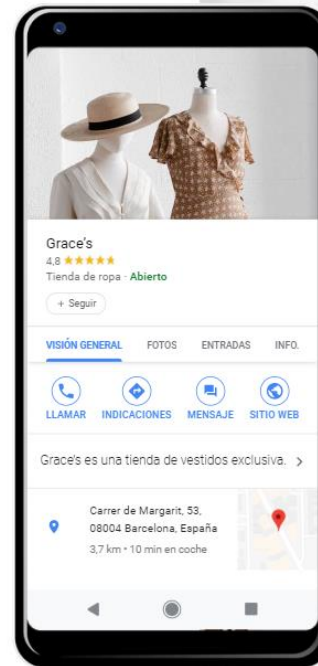 Grace's
4,8
Tienda de ropa · Abierto
+ Seguir
VISIÓN GENERAL FOTOS ENTRADAS INFO.
LLAMAR INDICACIONES MENSAJE SITIO WEB
Grace's es una tienda de vestidos exclusiva. >
Carrer de Margarit, 53,
08004 Barcelona, España
3,7 km • 10 min en coche